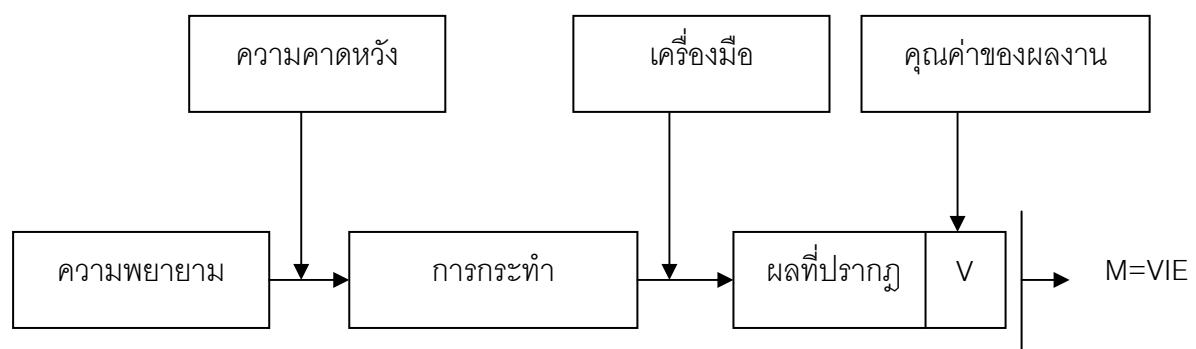 ความคาดหวัง
เครื่องมือ
คุณค่าของผลงาน
ความพยายาม
การกระทำ
ผลที่ปรากฏ
V
M=VIE